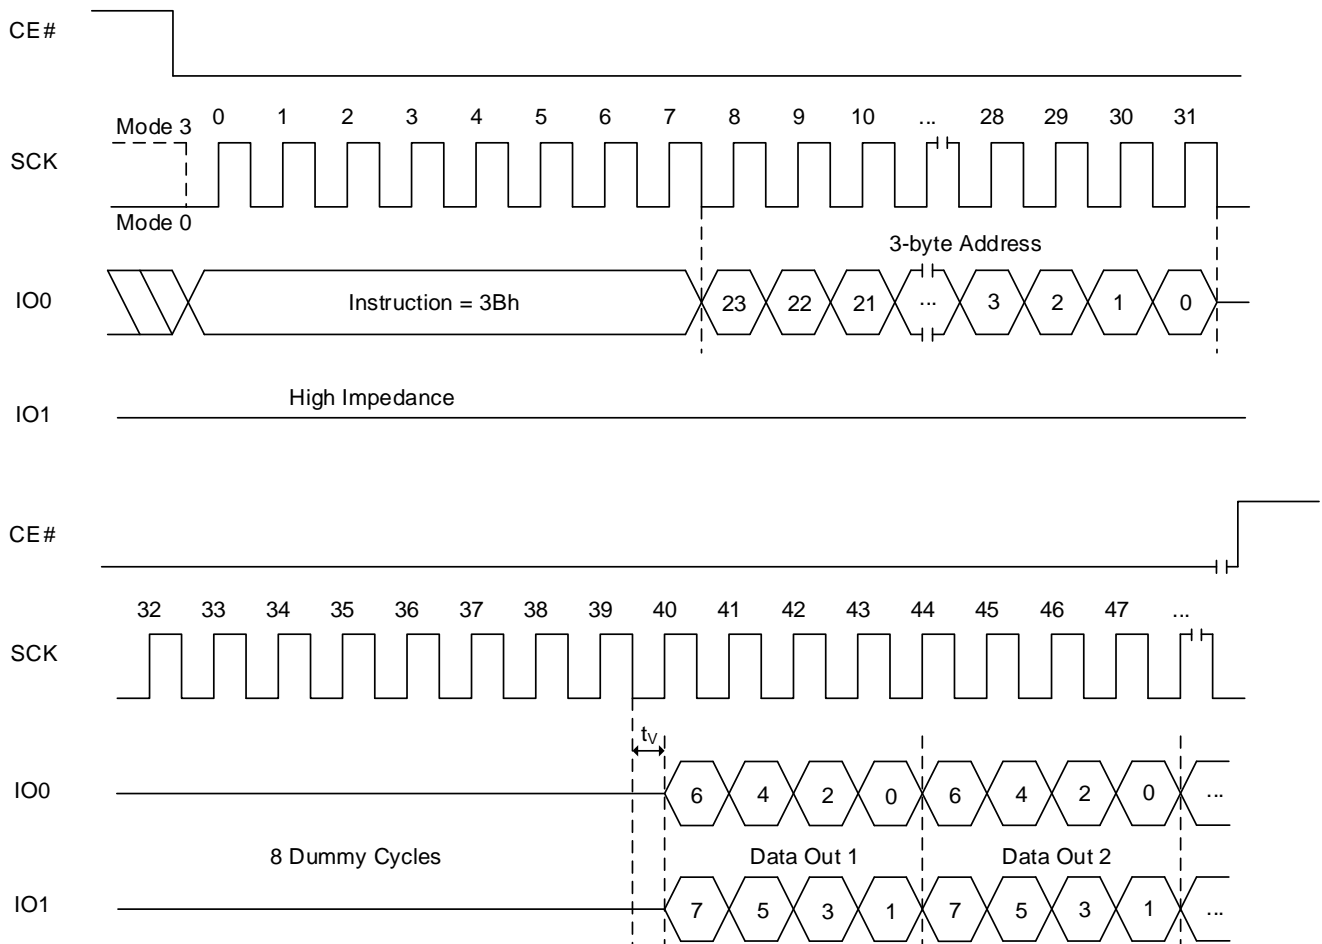 CE#
Mode 3
0 1 2 3 4 5 6 7 8 9 10 ... 28 29 30 31
SCK
Mode 0
3-byte Address
IO0
Instruction = 3Bh
23 22 21 ... 3 2 1 0
High Impedance
IO1
CE#
32 33 34 35 36 37 38 39 40 41 42 43 44 45 46 47 ...
SCK
tV
IO0
6 4 2 0 6 4 2 0 ...
8 Dummy Cycles
Data Out 1
Data Out 2
IO1
7 5 3 1 7 5 3 1 ...